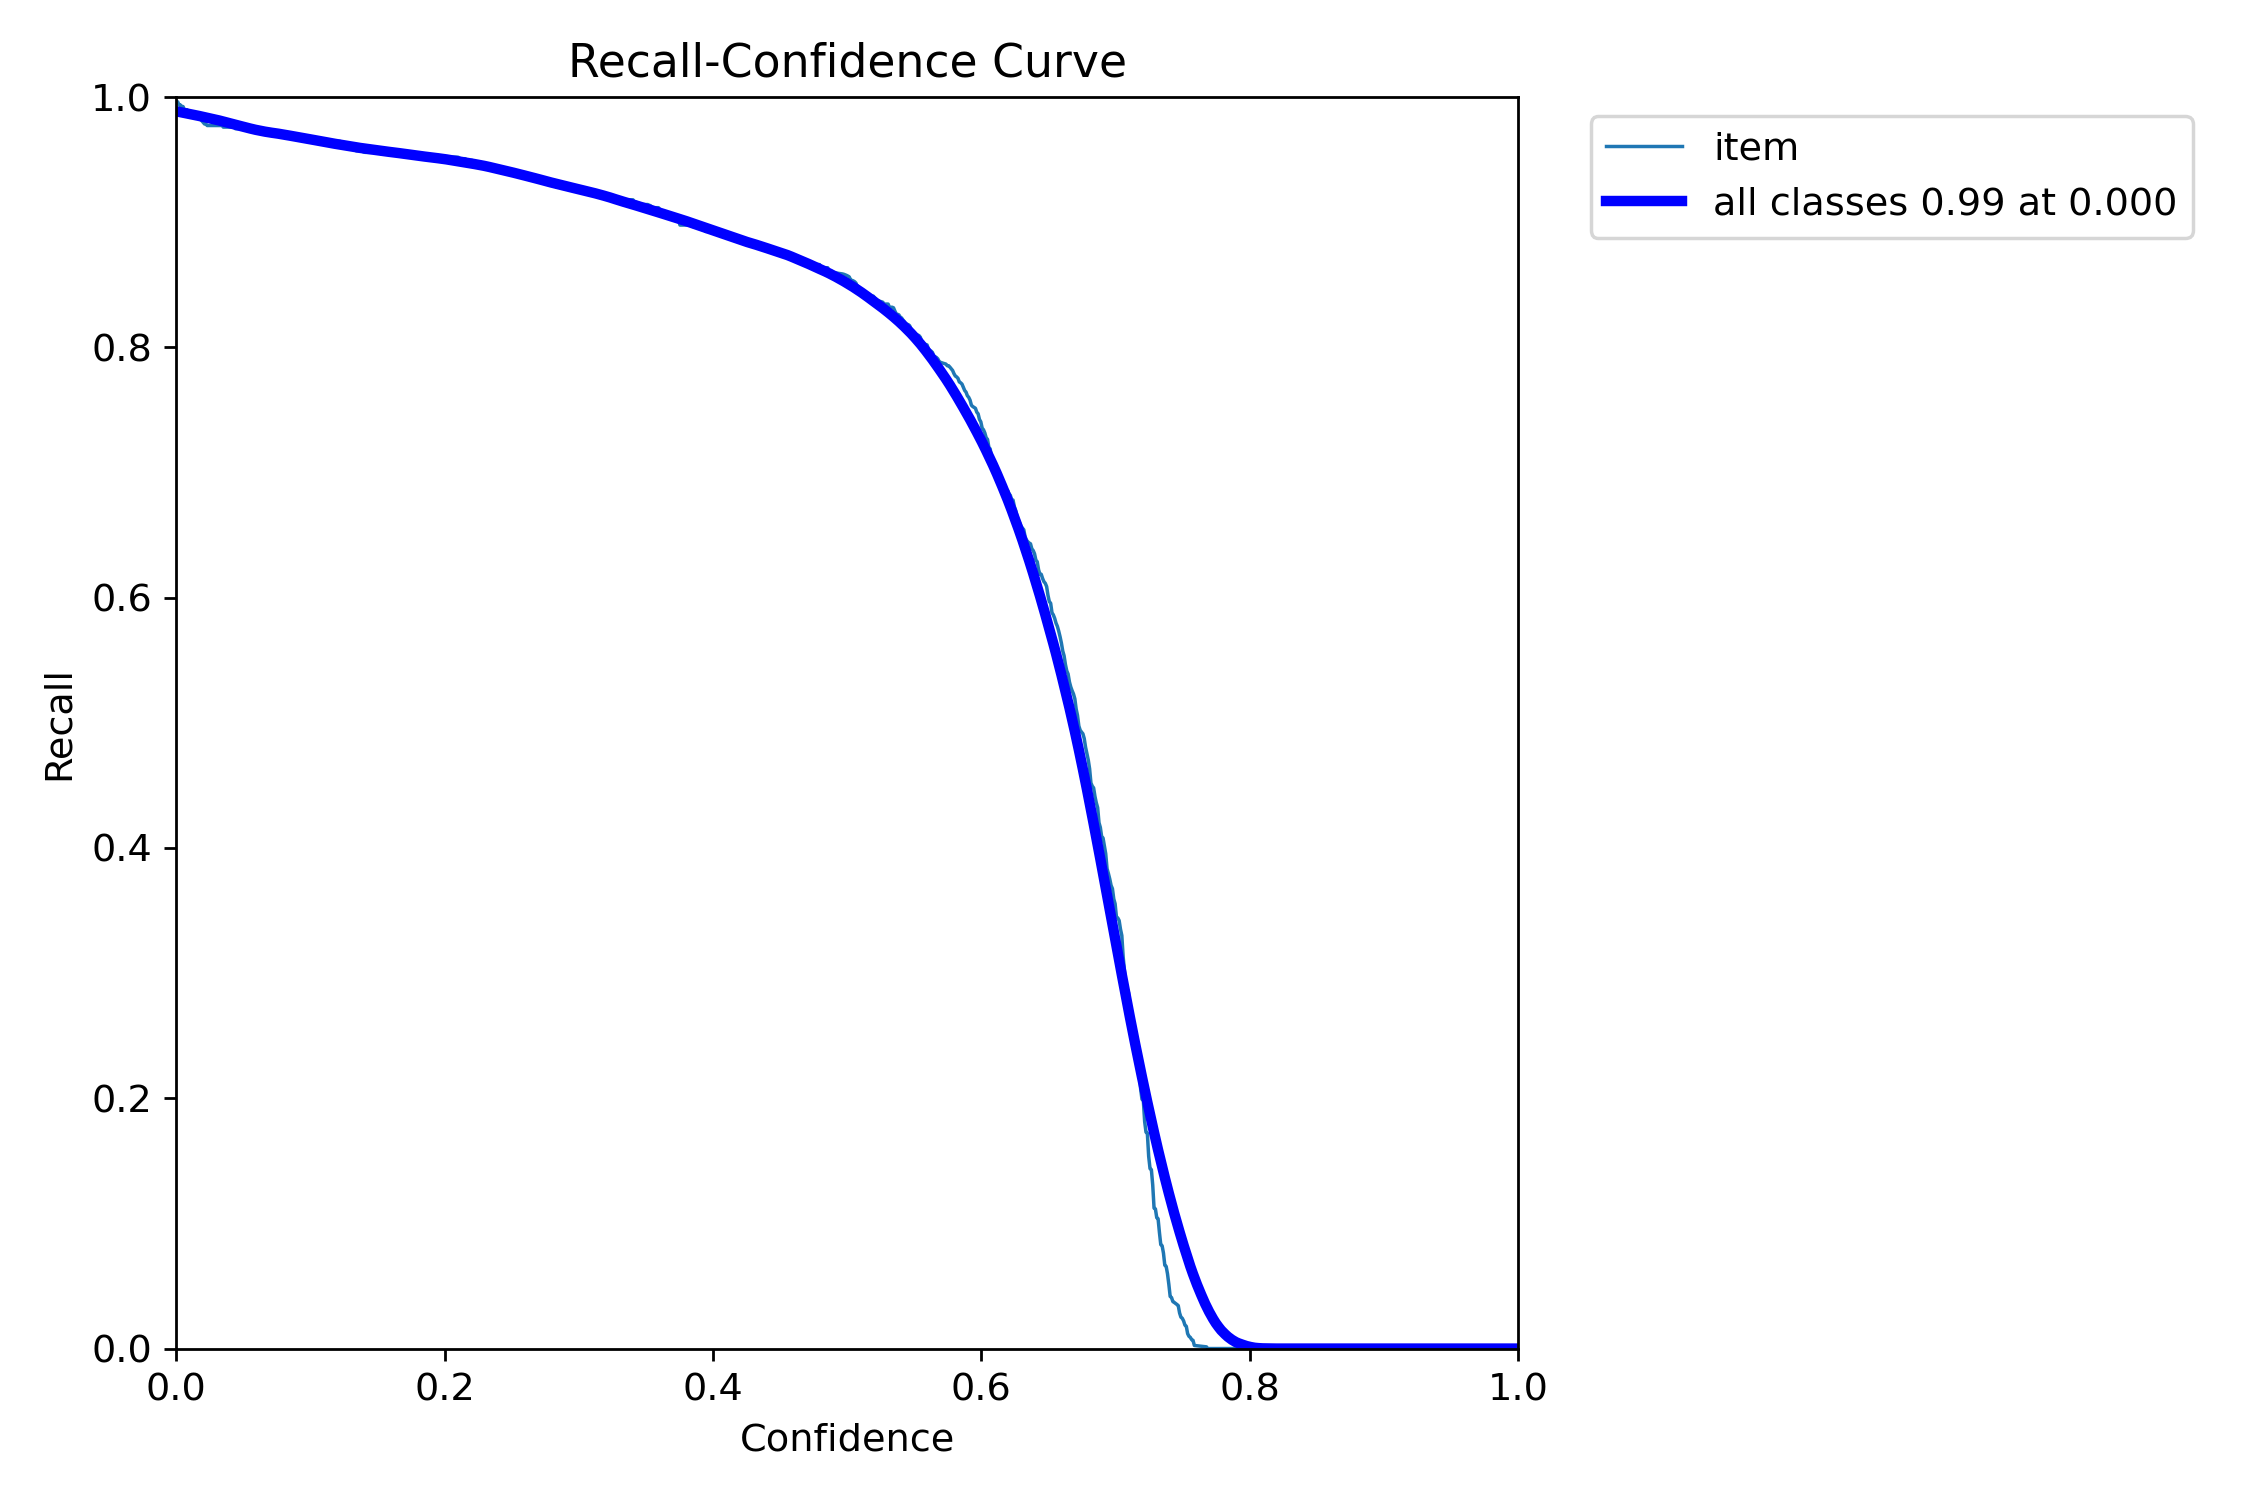 Recall-Confidence Curve
1.0
0.8
0.6
0.4
0.2
0.0
Recall
0.0 0.2 0.4 0.6 0.8 1.0
Confidence
item
all classes 0.99 at 0.000